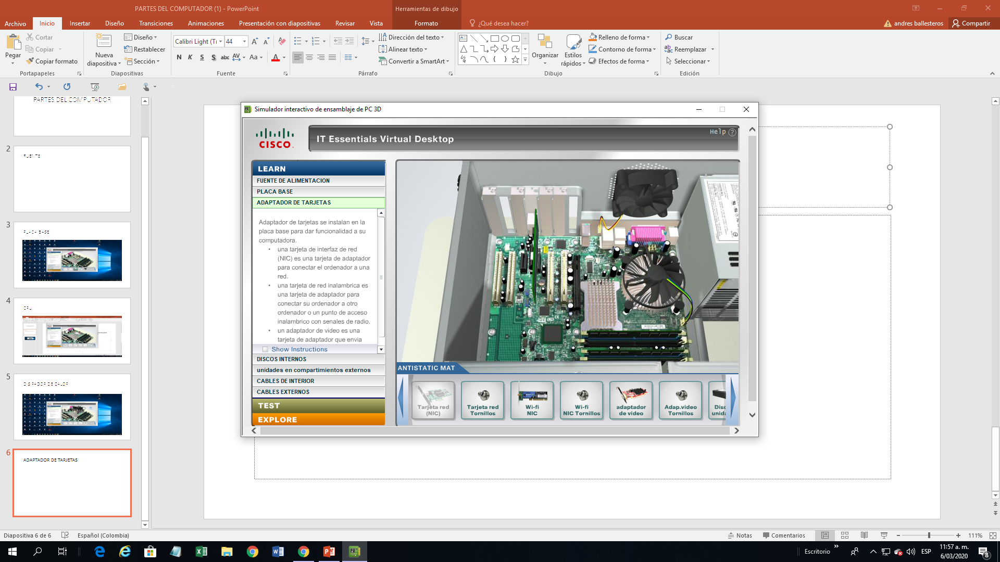 PARTES DEL COMPUTADOR (1) - PowerPoint
Herramientas de dibujo
Archivo
Inicio
Insertar
Diseño
Transiciones
Animaciones
Presentación con diapositivas
Revisar
Vista
Formato
¿Qué desea hacer?
andres ballesteros
Compartir
Pegar
Cortar
Copiar
Copiar formato
Portapapeles
Nueva
diapositiva
Diseño
Restablecer
Sección
Diapositivas
Calibri Light (Tí
44
N K S S abc AV Aa A
Fuente
Dirección del texto
Alinear texto
Convertir a SmartArt
Párrafo
Organizar
Estilos
rápidos
Relleno de forma
Contorno de forma
Efectos de forma
Dibujo
Buscar
Reemplazar
Seleccionar
Edición
PARTES DEL COMPUTADOR
2
FUENTE
3
PLACA BASE
4
CPU
5
DISIPADOR DE CALOR
6
ADAPTADOR DE TARJETAS
Simulador interactivo de ensamblaje de PC 3D
CISCO
IT Essentials Virtual Desktop
Help ?
LEARN
FUENTE DE ALIMENTACION
PLACA BASE
ADAPTADOR DE TARJETAS
Adaptador de tarjetas se instalan en la
placa base para dar funcionalidad a su
computadora.
• una tarjeta de interfaz de red
(NIC) es una tarjeta de adaptador
para conectar el ordenador a una
red.
• una tarjeta de red inalambrica es
una tarjeta de adaptador para
conectar su ordenador a otro
ordenador o un punto de acceso
inalambrico con senales de radio.
• un adaptador de video es una
tarjeta de adaptador que envia
Show Instructions
DISCOS INTERNOS
unidades en compartimientos externos
CABLES DE INTERIOR
CABLES EXTERNOS
TEST
EXPLORE
ANTISTATIC MAT
Tarjeta red
(NIC)
Tarjeta red
Tornillos
Wi-fi
NIC
Wi-fi
NIC Tornillos
adaptador
de video
Adap.video
Tornillos
Disc
unida
Diapositiva 6 de 6
Español (Colombia)
Notas
Comentarios
111%
Escritorio
ESP
11:57 a. m.
6/03/2020
8